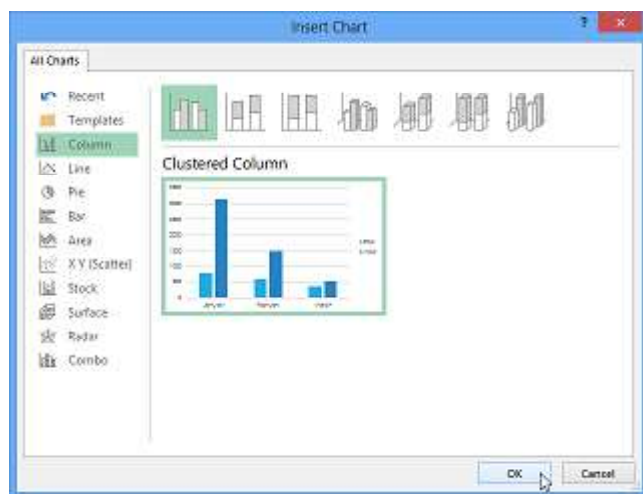 Insert Chart
?
All Charts
Recent
Templates
Column
Line
Pie
Bar
Area
X Y (Scatter)
Stock
Surface
Radar
Combo
Clustered Column
OK
Cancel